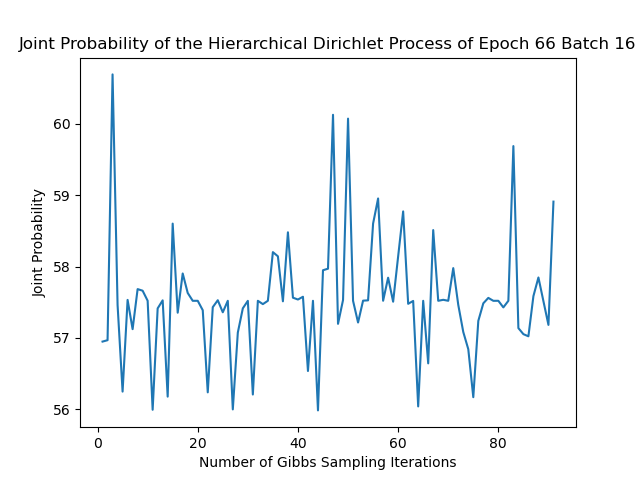 Joint Probability of the Hierarchical Dirichlet Process of Epoch 66 Batch 16
60
59
58
57
56
Joint Probability
0 20 40 60 80
Number of Gibbs Sampling Iterations